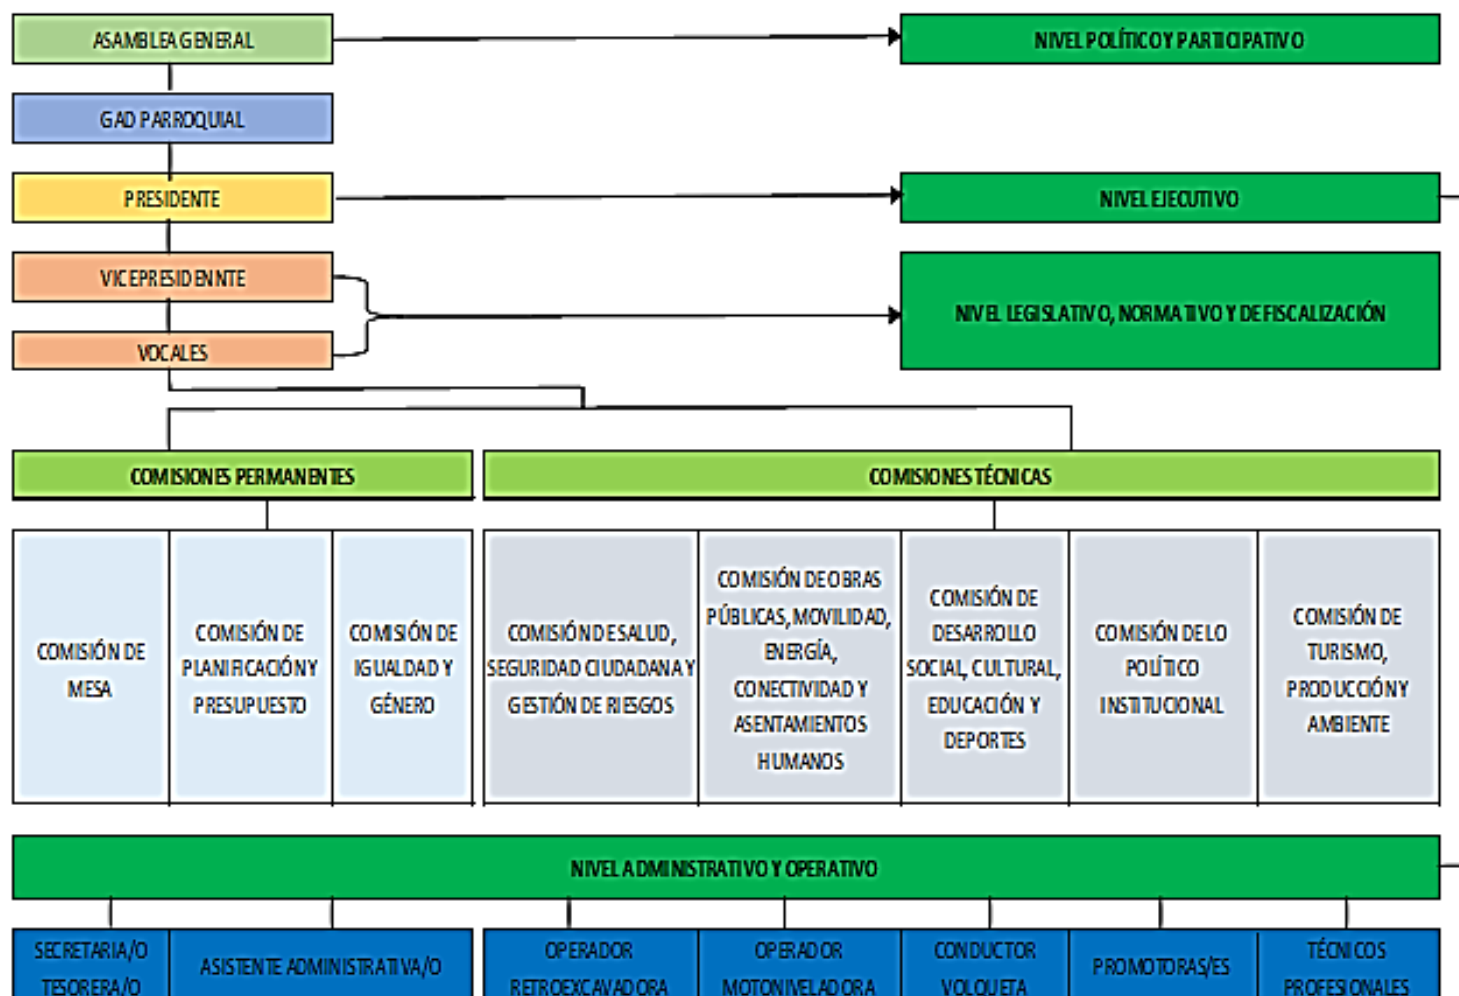 ASAMBLEA GENERAL
NIVEL POLÍTICO Y PARTICIPATIVO
GAD PARROQUIAL
PRESIDENTE
NIVEL EJECUTIVO
VICEPRESIDENNTE
VOCALES
NIVEL LEGISLATIVO, NORMATIVO Y DE FISCALIZACIÓN
COMISIONES PERMANENTES
COMISIONES TÉCNICAS
COMISIÓN DE
MESA
COMISIÓN DE
PLANIFICACIÓN Y
PRESUPUESTO
COMISIÓN DE
IGUALDAD Y
GÉNERO
COMISIÓN DE SALUD,
SEGURIDAD CIUDADANA Y
GESTIÓN DE RIESGOS
COMISIÓN DE OBRAS
PÚBLICAS, MOVILIDAD,
ENERGÍA,
CONECTIVIDAD Y
ASENTAMIENTOS
HUMANOS
COMISIÓN DE
DESARROLLO
SOCIAL, CULTURAL,
EDUCACIÓN Y
DEPORTES
COMISIÓN DE LO
POLÍTICO
INSTITUCIONAL
COMISIÓN DE
TURISMO,
PRODUCCIÓN Y
AMBIENTE
NIVEL ADMINISTRATIVO Y OPERATIVO
SECRETARIA/O
TESORERA/O
ASISTENTE ADMINISTRATIVA/O
OPERADOR
RETROEXCAVADORA
OPERADOR
MOTONIVELADORA
CONDUCTOR
VOLQUETA
PROMOTORAS/ES
TÉCNICOS
PROFESIONALES